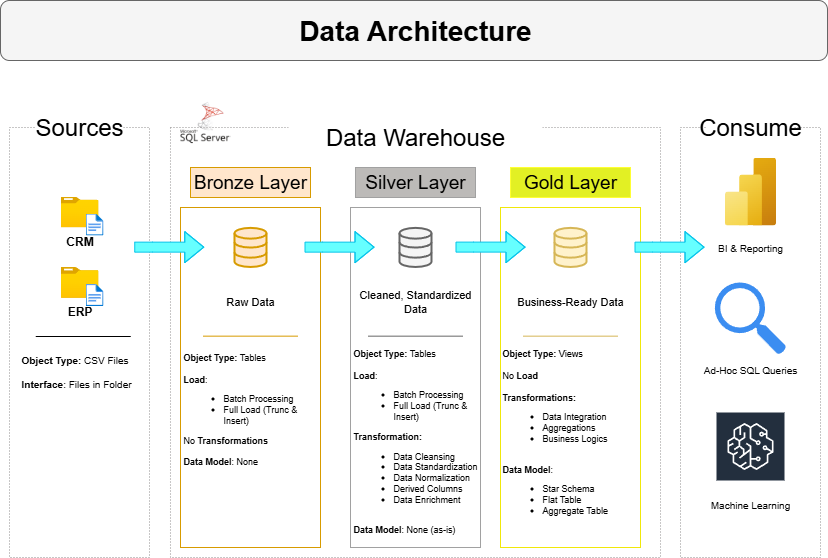 Data Architecture
Sources
CRM
ERP
Object Type: CSV Files
Interface: Files in Folder
Microsoft
SQL Server
Data Warehouse
Bronze Layer
Raw Data
Object Type: Tables
Load:
• Batch Processing
• Full Load (Trunc &
Insert)
No Transformations
Data Model: None
Silver Layer
Cleaned, Standardized
Data
Object Type: Tables
Load:
• Batch Processing
• Full Load (Trunc &
Insert)
Transformation:
• Data Cleansing
• Data Standardization
• Data Normalization
• Derived Columns
• Data Enrichment
Data Model: None (as-is)
Gold Layer
Business-Ready Data
Object Type: Views
No Load
Transformations:
• Data Integration
• Aggregations
• Business Logics
Data Model:
• Star Schema
• Flat Table
• Aggregate Table
Consume
BI & Reporting
Ad-Hoc SQL Queries
Machine Learning